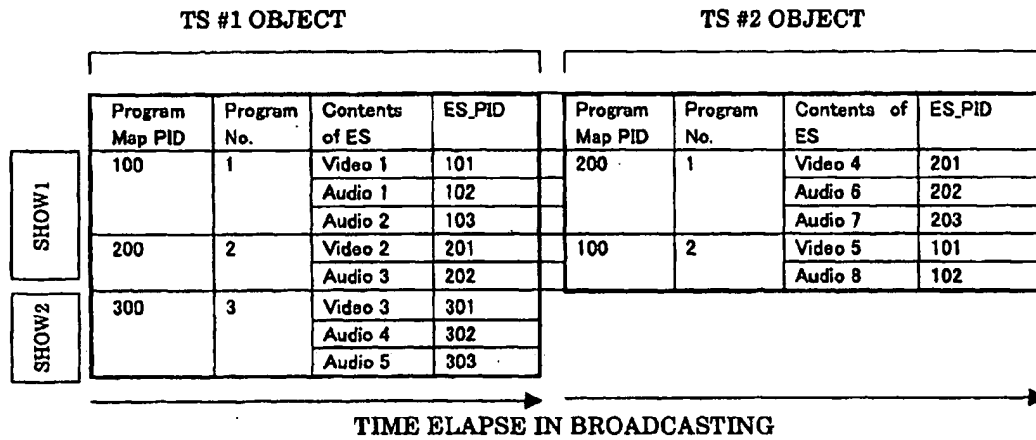 TS #1 OBJECT TS #2 OBJECT
Program Map PID Program No. Contents of ES ES_PID Program Map PID Program No. Contents of ES ES_PID
SHOW1
100 1 Video 1 101 200 1 Video 4 201
Audio 1 102 Audio 6 202
Audio 2 103 Audio 7 203
200 2 Video 2 201 100 2 Video 5 101
Audio 3 202 Audio 8 102
SHOW2
300 3 Video 3 301
Audio 4 302
Audio 5 303
TIME ELAPSE IN BROADCASTING